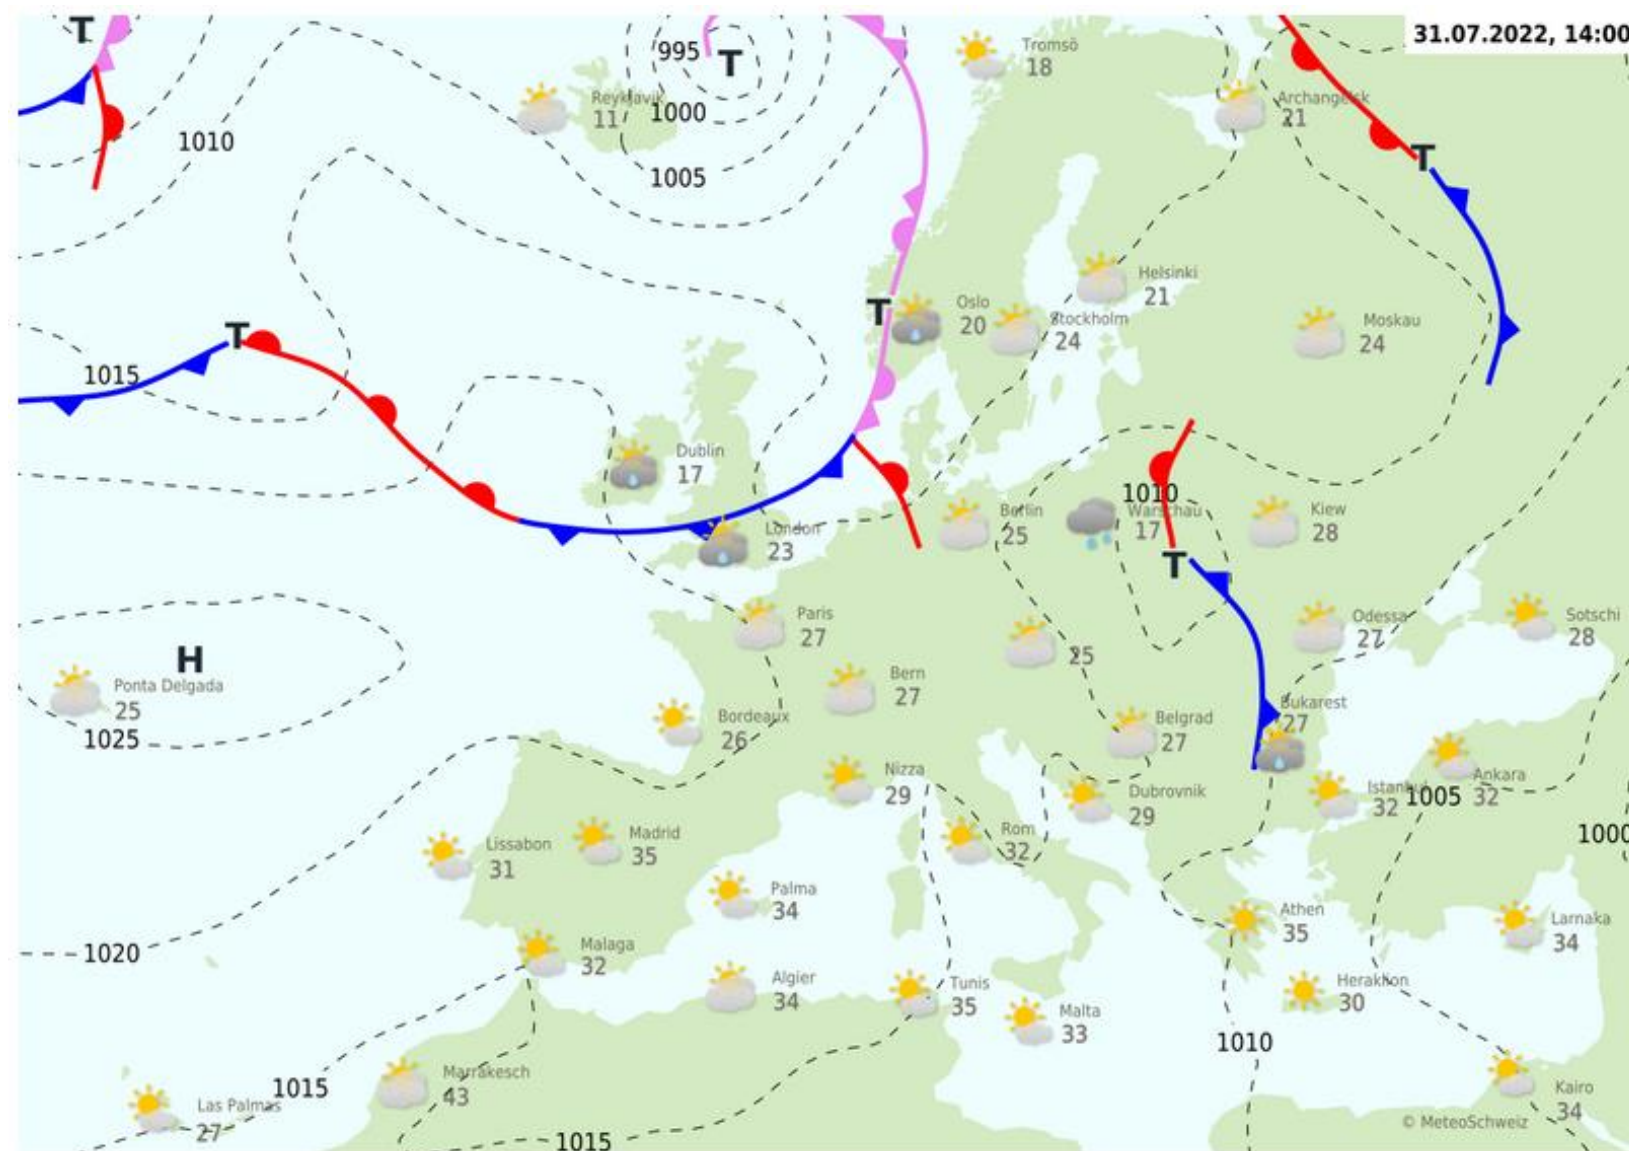 T
T
995
31.07.2022, 14:00
Tromsö
18
Reykjavik
11
1000
Archangelsk
21
1010
T
1005
Helsinki
21
T
Oslo
20
Stockholm
24
Moskau
24
T
1015
Dublin
17
1010
London
23
Berlin
25
Warschau
17
Kiew
28
T
Paris
27
Odessa
27
Sotschi
28
H
25
Ponta Delgada
25
Bern
27
Bordeaux
26
Belgrad
27
Bukarest
27
1025
Nizza
29
Dubrovnik
29
Istanbul
32
Ankara
32
1005
Lissabon
31
Madrid
35
Rom
32
1000
Palma
34
Athen
35
Larnaka
34
1020
Malaga
32
Algier
34
Tunis
35
Heraklion
30
Malta
33
1010
1015
Marrakesch
43
Kairo
34
Las Palmas
27
© MeteoSchweiz
1015